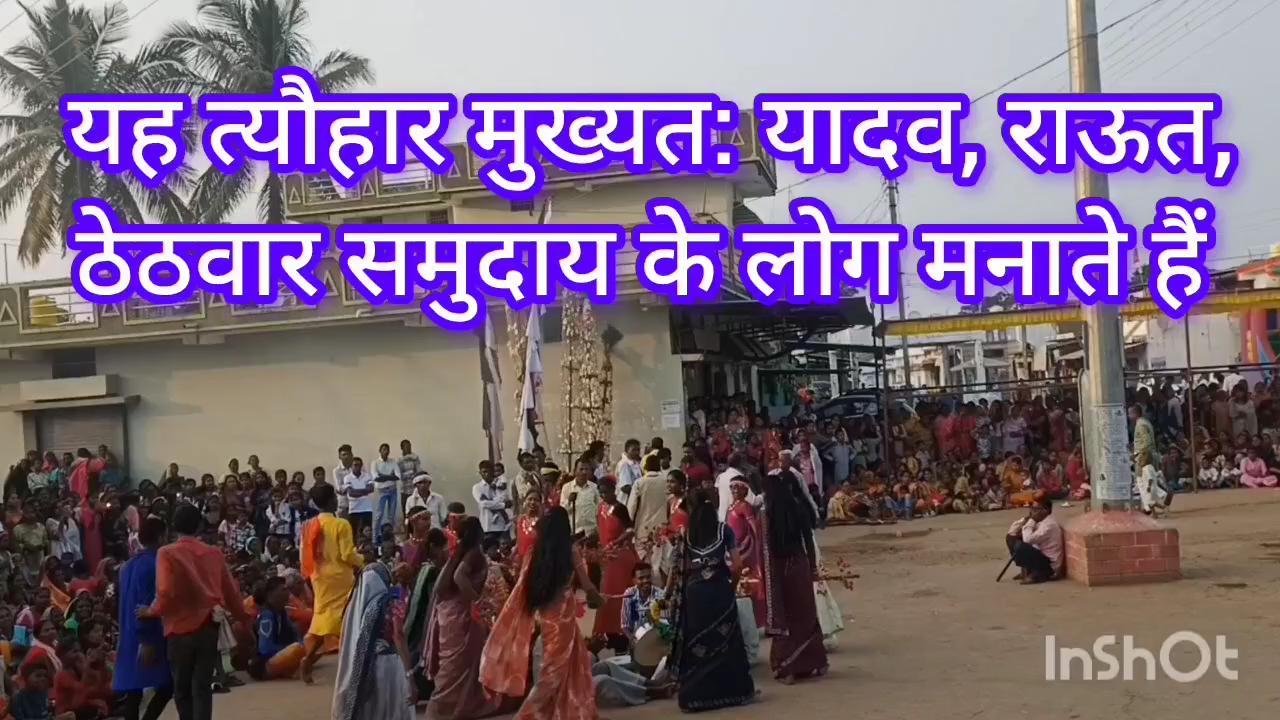 यह त्यौहार मुख्यत: यादव, राऊत,
ठेठवार समुदाय के लोग मनाते हैं
InShOt